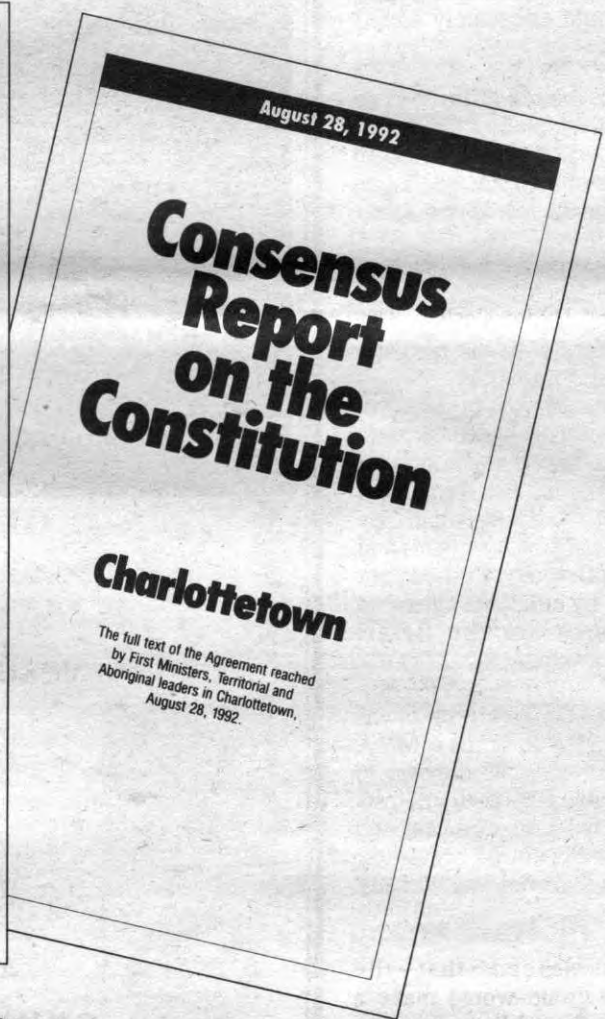 August 28, 1992
Consensus
Report
on the
Constitution
Charlottetown
The full text of the Agreement reached
by First Ministers, Territorial and
Aboriginal leaders in Charlottetown,
August 28, 1992.